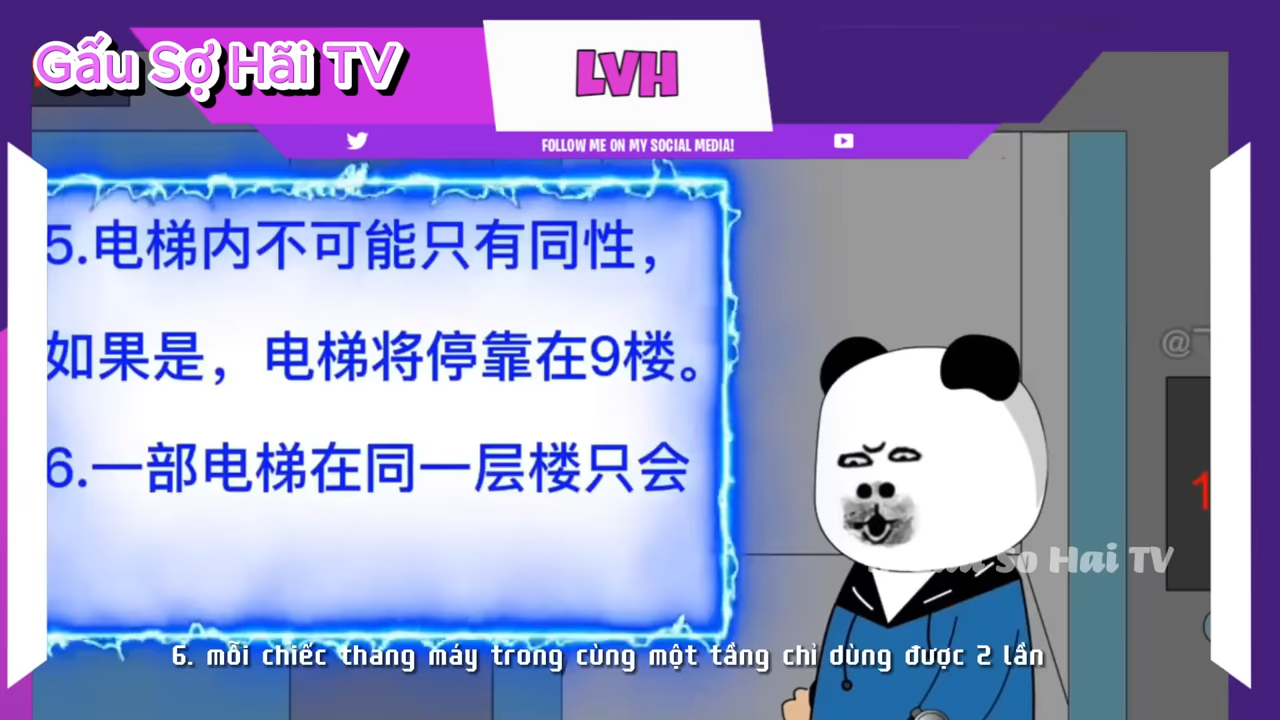 Gấu Sợ Hãi TV
LVH
FOLLOW ME ON MY SOCIAL MEDIA!
5.电梯内不可能只有同性，
如果是，电梯将停靠在9楼。
6.一部电梯在同一层楼只会
So Hai TV
6. mỗi chiếc thang máy trong cùng một tầng chỉ dùng được 2 lần